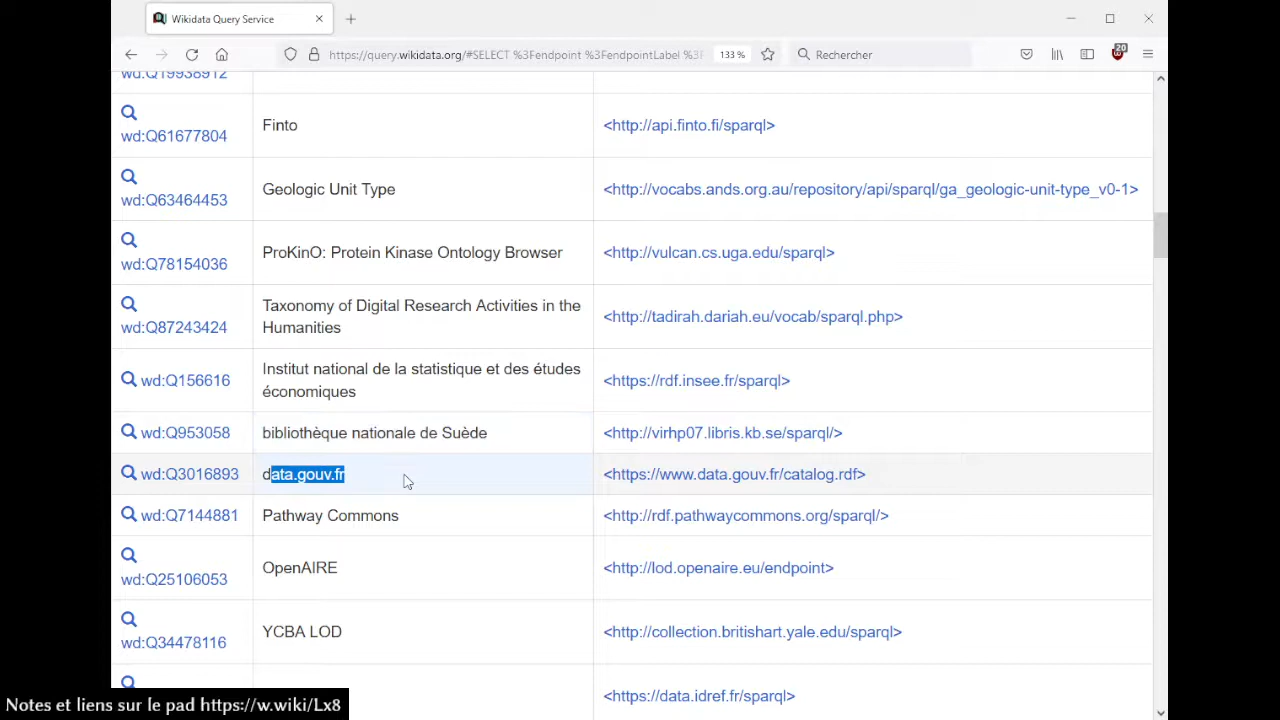 Wikidata Query Service
https://query.wikidata.org/#SELECT %3Fendpoint %3FendpointLabel %3F
133 %
Rechercher
20
wd:Q19938912
wd:Q61677804
Finto
<http://api.finto.fi/sparql>
wd:Q63464453
Geologic Unit Type
<http://vocabs.ands.org.au/repository/api/sparql/ga_geologic-unit-type_v0-1>
wd:Q78154036
ProKinO: Protein Kinase Ontology Browser
<http://vulcan.cs.uga.edu/sparql>
wd:Q87243424
Taxonomy of Digital Research Activities in the
Humanities
<http://tadirah.dariah.eu/vocab/sparql.php>
wd:Q156616
Institut national de la statistique et des études
économiques
<https://rdf.insee.fr/sparql>
wd:Q953058
bibliothèque nationale de Suède
<http://virhp07.libris.kb.se/sparql/>
wd:Q3016893
data.gouv.fr
<https://www.data.gouv.fr/catalog.rdf>
wd:Q7144881
Pathway Commons
<http://rdf.pathwaycommons.org/sparql/>
wd:Q25106053
OpenAIRE
<http://lod.openaire.eu/endpoint>
wd:Q34478116
YCBA LOD
<http://collection.britishart.yale.edu/sparql>
<https://data.idref.fr/sparql>
Notes et liens sur le pad https://w.wiki/Lx8